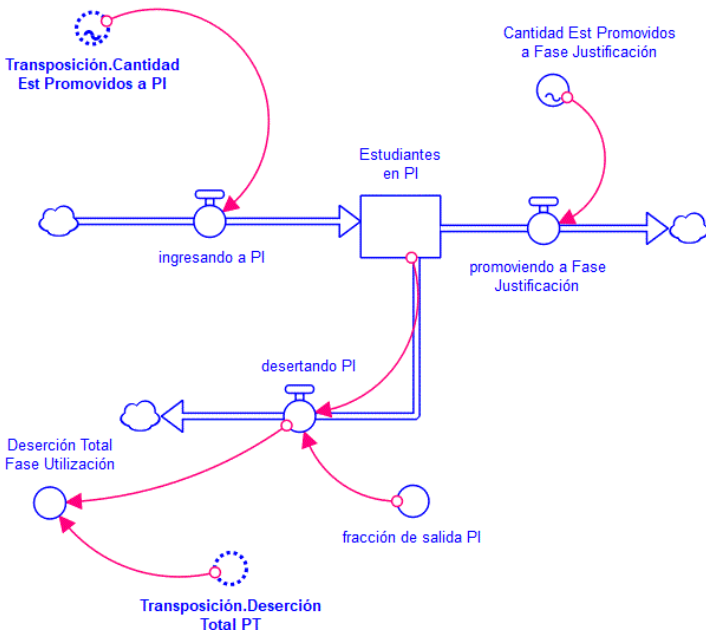 Transposición.Cantidad
Est Promovidos a PI
Cantidad Est Promovidos
a Fase Justificación
Estudiantes
en PI
ingresando a PI
promoviendo a Fase
Justificación
desertando PI
Deserción Total
Fase Utilización
fracción de salida PI
Transposición.Deserción
Total PT